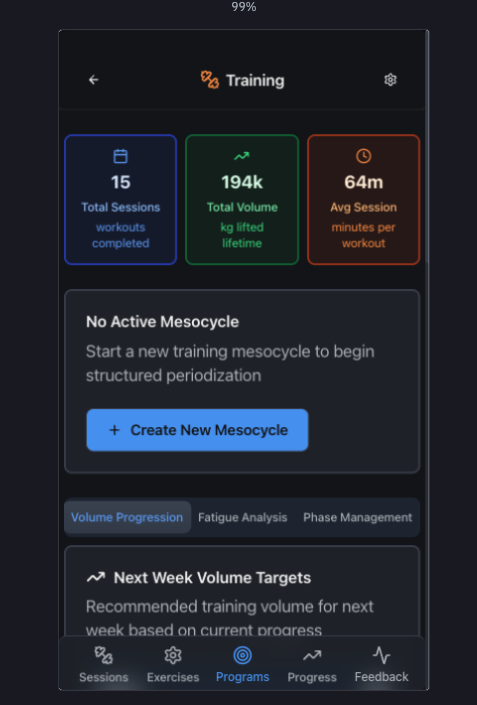 99%
Training
15
194k
64m
Total Sessions
Total Volume
Avg Session
workouts
completed
kg lifted
lifetime
minutes per
workout
No Active Mesocycle
Start a new training mesocycle to begin
structured periodization
+ Create New Mesocycle
Volume Progression Fatigue Analysis Phase Management
Next Week Volume Targets
Recommended training volume for next
week based on current progress
Sessions Exercises Programs Progress Feedback